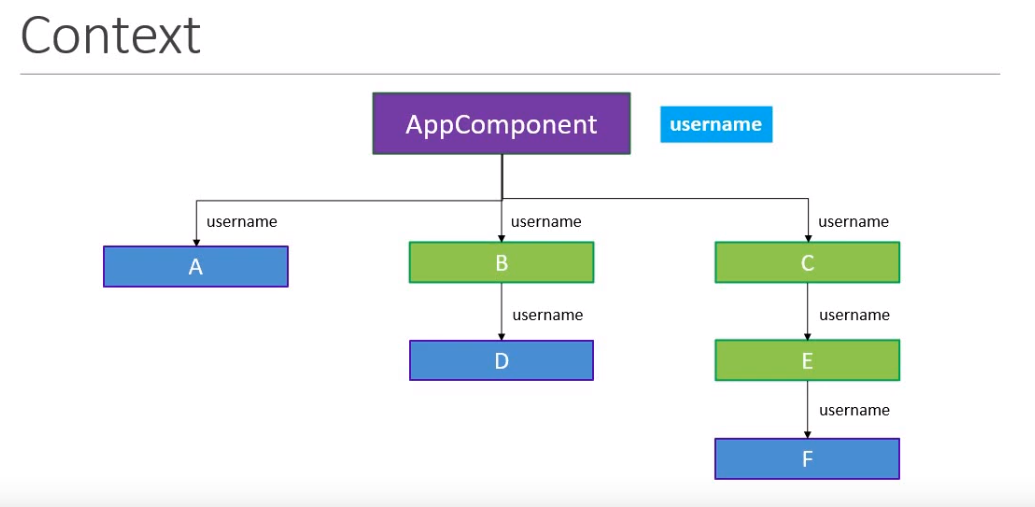 Context
AppComponent
username
username
username
username
A
B
C
username
username
D
E
username
F